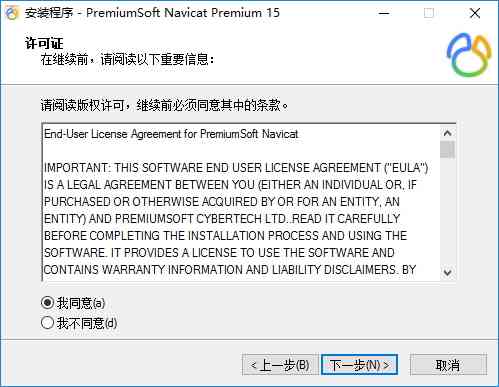 安装程序 - PremiumSoft Navicat Premium 15
许可证
在继续前，请阅读以下重要信息：
请阅读版权许可，继续前必须同意其中的条款。
End-User License Agreement for PremiumSoft Navicat
IMPORTANT: THIS SOFTWARE END USER LICENSE AGREEMENT ("EULA")
IS A LEGAL AGREEMENT BETWEEN YOU (EITHER AN INDIVIDUAL OR, IF
PURCHASED OR OTHERWISE ACQUIRED BY OR FOR AN ENTITY, AN
ENTITY) AND PREMIUMSOFT CYBERTECH LTD..READ IT CAREFULLY
BEFORE COMPLETING THE INSTALLATION PROCESS AND USING THE
SOFTWARE. IT PROVIDES A LICENSE TO USE THE SOFTWARE AND
CONTAINS WARRANTY INFORMATION AND LIABILITY DISCLAIMERS. BY
我同意(a)
我不同意(d)
< 上一步(B)
下一步(N) >
取消